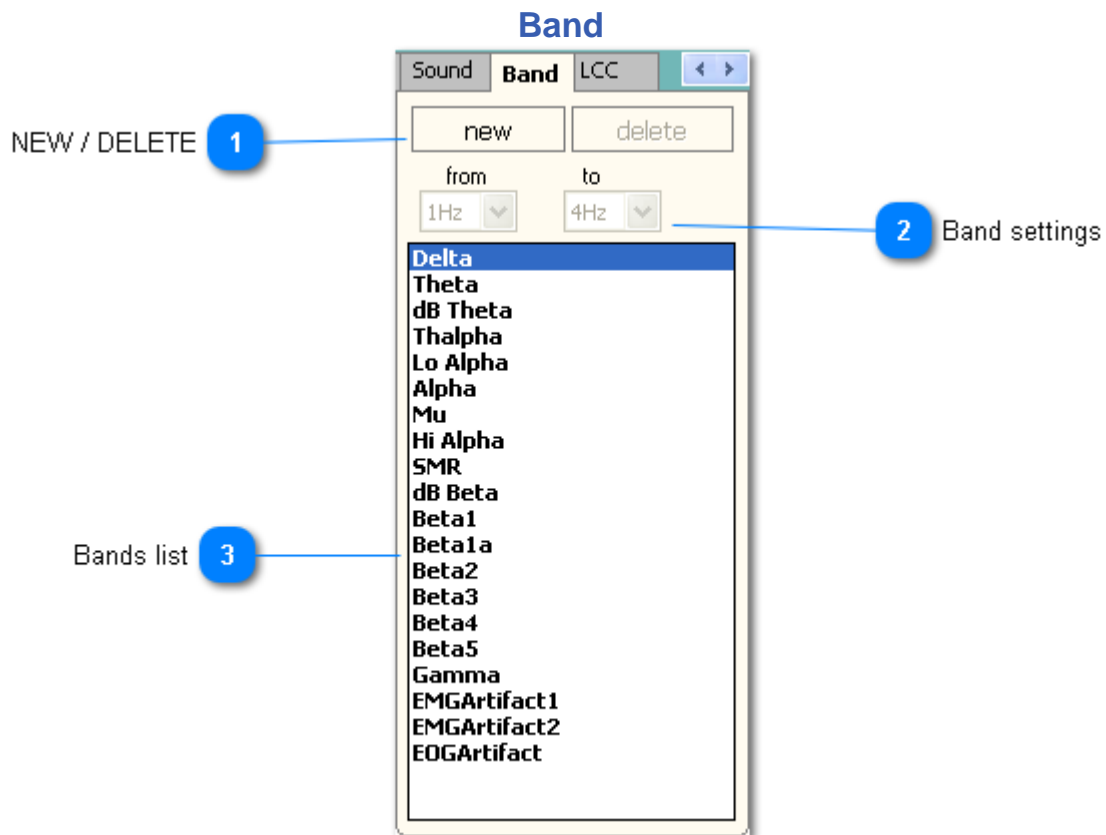 Band
Sound Band LCC
NEW / DELETE 1 new delete
from to
1Hz 4Hz
2 Band settings
Delta
Theta
dB Theta
Thalpha
Lo Alpha
Alpha
Mu
Hi Alpha
SMR
dB Beta
Beta1
Beta1a
Bands list 3
Beta2
Beta3
Beta4
Beta5
Gamma
EMGArtifact1
EMGArtifact2
EOGArtifact